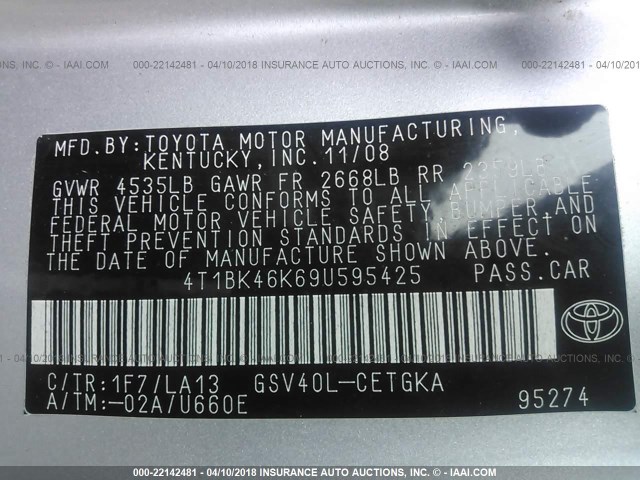 000-22142481 - 04/10/2018 INSURANCE AUTO AUCTIONS, INC. - IAAI.COM
MFD.BY:TOYOTA MOTOR MANUFACTURING,
KENTUCKY,INC.11/08
GVWR 4535LB GAWR FR 2668LB RR
THIS VEHICLE CONFORMS TO ALL APPLICABLE
FEDERAL MOTOR VEHICLE SAFETY,BUMPER,AND
THEFT PREVENTION STANDARDS IN EFFECT ON
THE DATE OF MANUFACTURE SHOWN ABOVE.
4T1BK46K69U595425 PASS.CAR
C/TR:1F7/LA13 GSV40L-CETGKA
A/TM:-02A/U660E 95274
000-22142481 - 04/10/2018 INSURANCE AUTO AUCTIONS, INC. - IAAI.COM